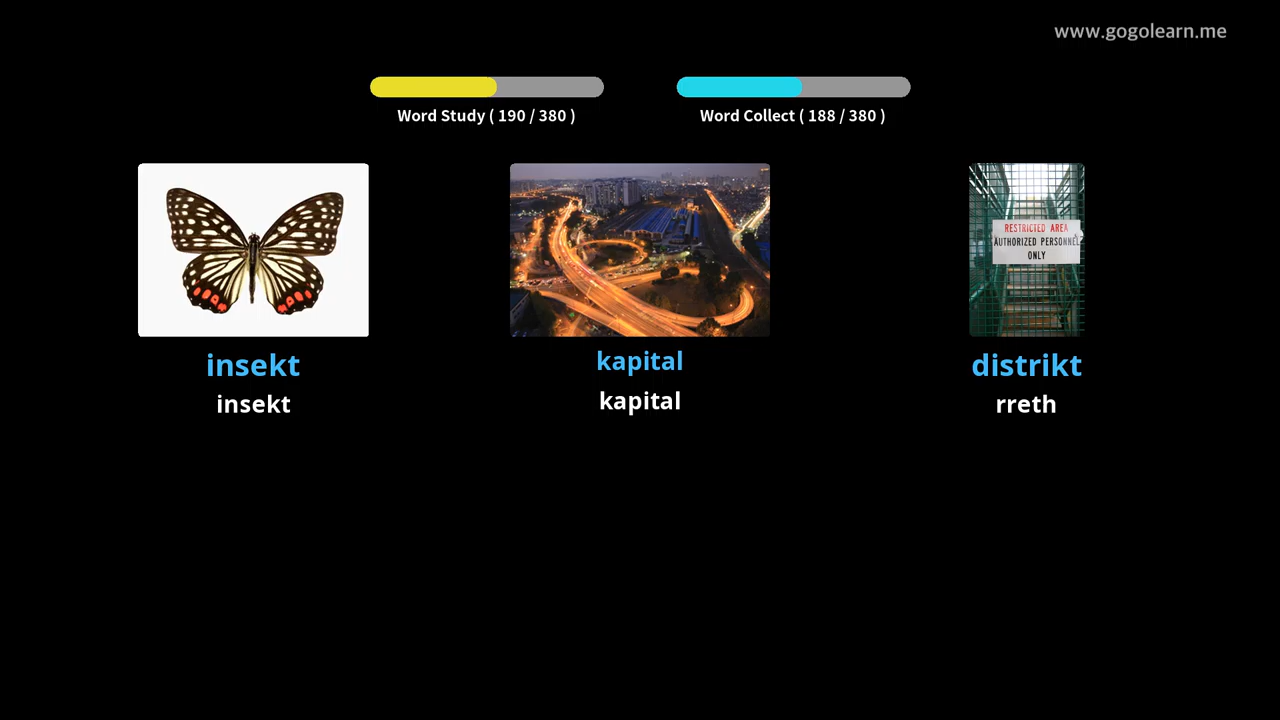 www.gogolearn.me
Word Study ( 190 / 380 )
Word Collect ( 188 / 380 )
RESTRICTED AREA
AUTHORIZED PERSONNEL
ONLY
insekt
kapital
distrikt
insekt
kapital
rreth